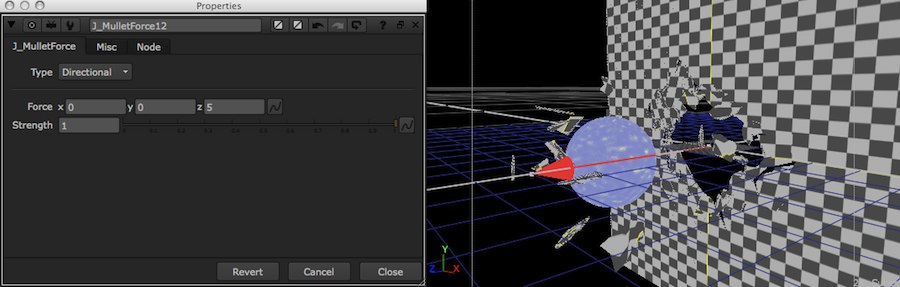 Properties
J_MulletForce12
J_MulletForce Misc Node
Type Directional
Force x 0 y 0 z 5
Strength 1
Revert Cancel Close
Y
Z X